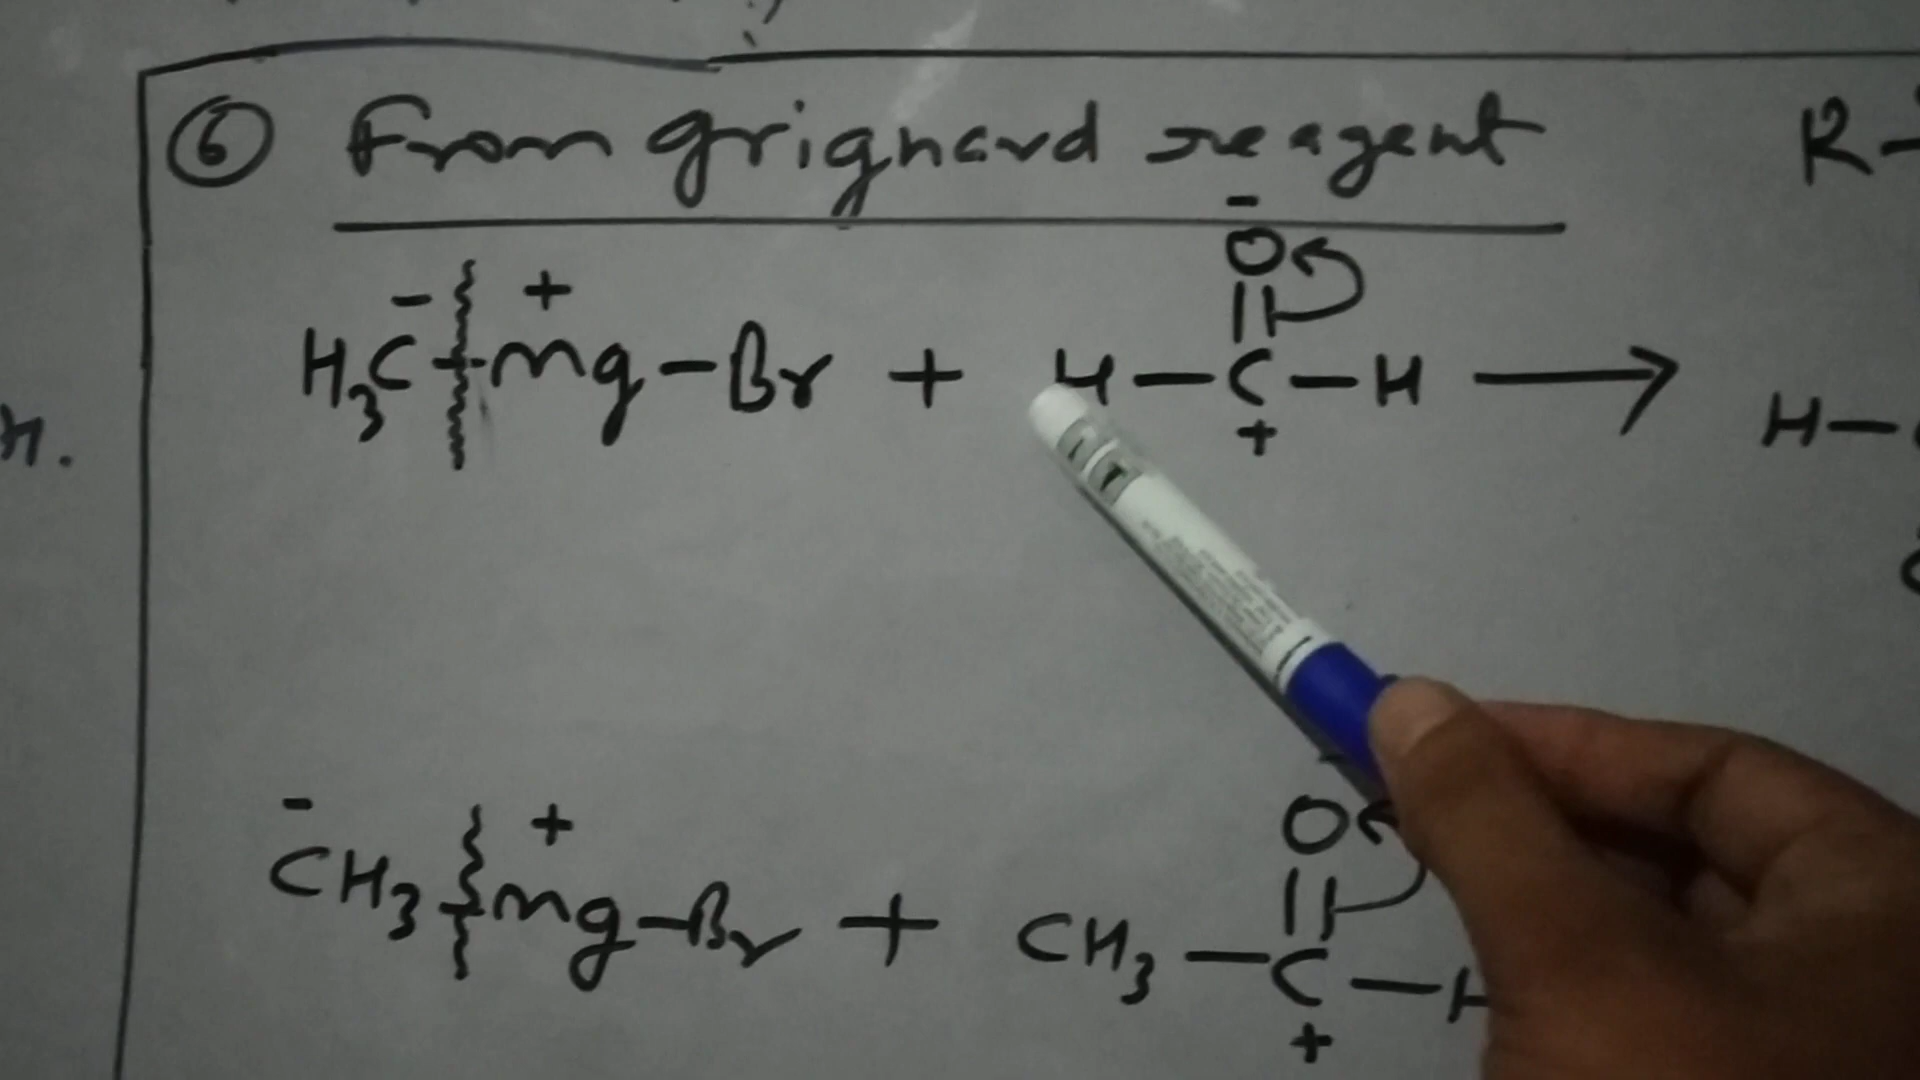 ⑥ From grignard reagent
R-
- + -
O
||
H₃C-mg-Br + H-C-H →
+
H-
n.
- + -
O
||
CH₃-mg-Br + CH₃-C-H
+